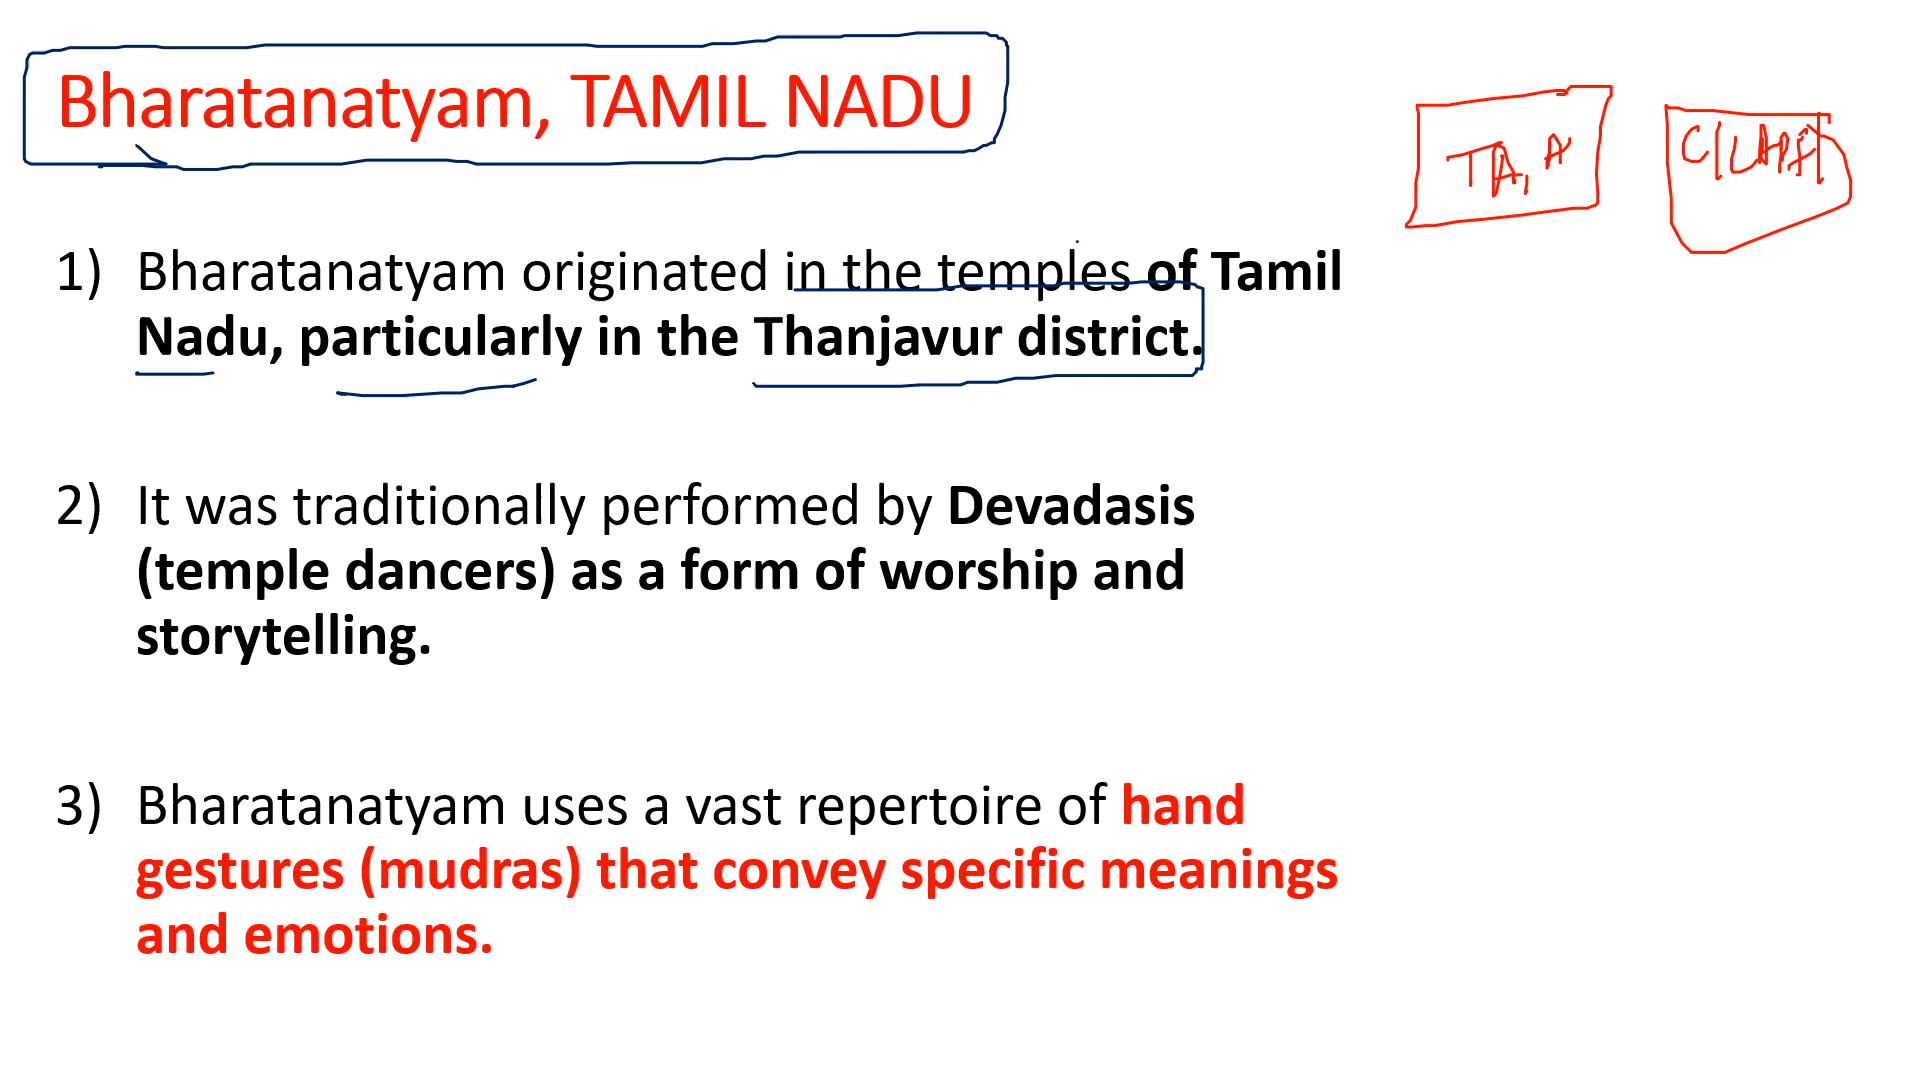 Bharatanatyam, TAMIL NADU
TA, A
1) Bharatanatyam originated in the temples of Tamil
Nadu, particularly in the Thanjavur district.
2) It was traditionally performed by Devadasis
(temple dancers) as a form of worship and
storytelling.
3) Bharatanatyam uses a vast repertoire of hand
gestures (mudras) that convey specific meanings
and emotions.